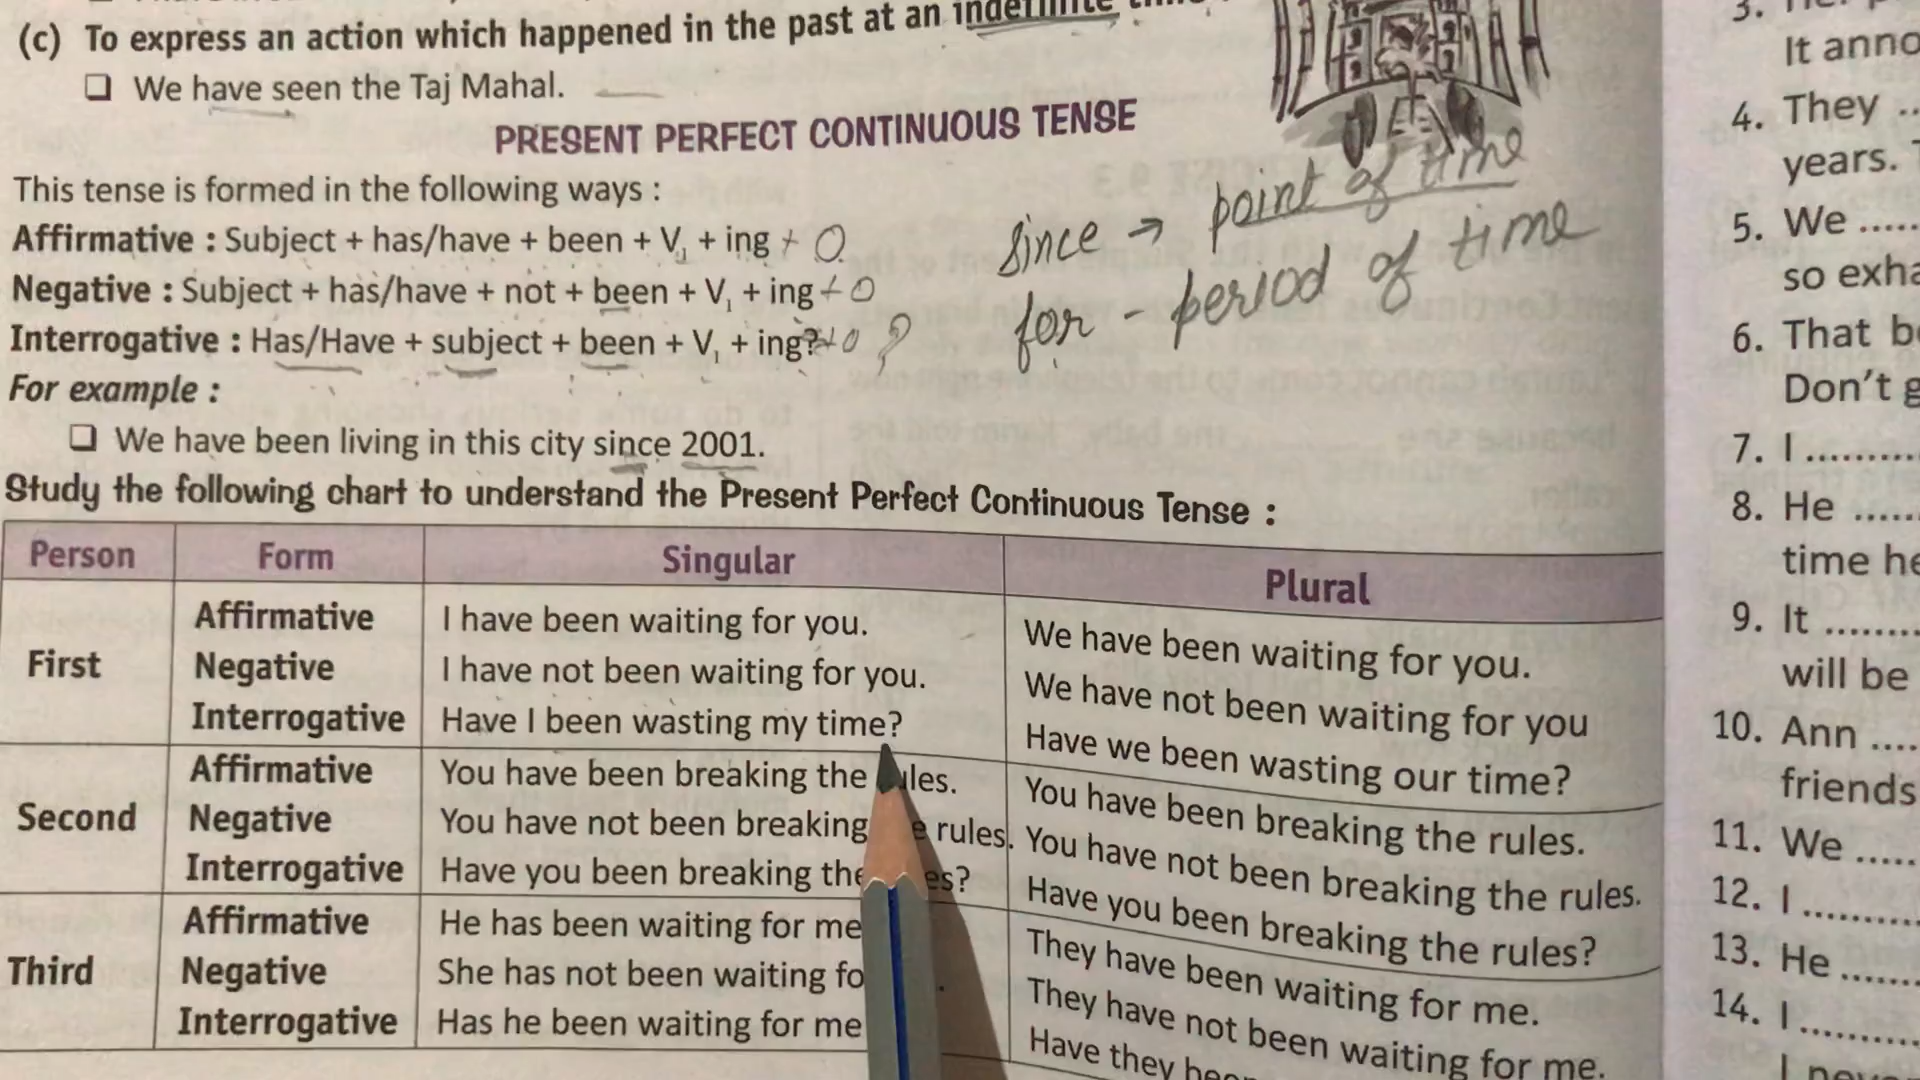 (c) To express an action which happened in the past at an indefinite
❑ We have seen the Taj Mahal.
PRESENT PERFECT CONTINUOUS TENSE
This tense is formed in the following ways :
Affirmative : Subject + has/have + been + V₁ + ing + O
Negative : Subject + has/have + not + been + V₁ + ing + O
Interrogative : Has/Have + subject + been + V₁ + ing? + O ?
since → point of time
for - period of time
For example :
❑ We have been living in this city since 2001.
Study the following chart to understand the Present Perfect Continuous Tense :
Person Form Singular Plural
First
Affirmative I have been waiting for you. We have been waiting for you.
Negative I have not been waiting for you. We have not been waiting for you
Interrogative Have I been wasting my time? Have we been wasting our time?
Second
Affirmative You have been breaking the You have been breaking the rules.
Negative You have not been breaking rules. You have not been breaking the rules.
Interrogative Have you been breaking the Have you been breaking the rules?
Third
Affirmative He has been waiting for me They have been waiting for me.
Negative She has not been waiting They have not been waiting for me.
Interrogative Has he been waiting for me Have they
3.
It
4. They ..
years.
5. We .....
so
6. That
Don't
7. I .........
8. He .....
time
9. It ........
will be
10. Ann ....
friends
11. We .....
12. I ..........
13. He .......
14. I ..........
I